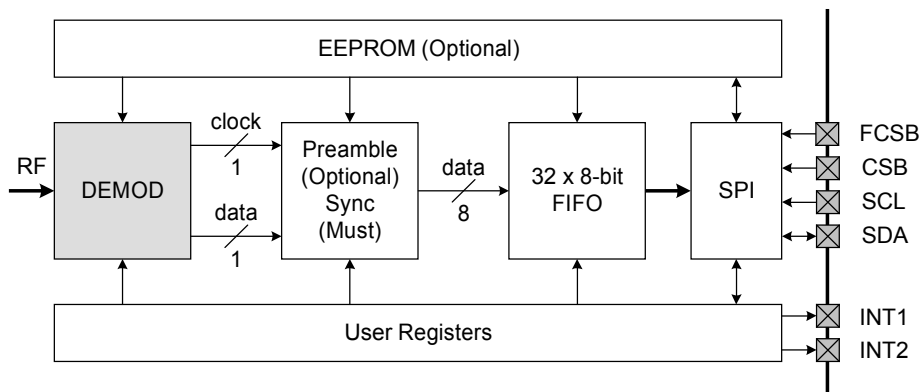 EEPROM (Optional)
RF
DEMOD
clock
1
data
1
Preamble
(Optional)
Sync
(Must)
data
8
32 x 8-bit
FIFO
SPI
FCSB
CSB
SCL
SDA
User Registers
INT1
INT2